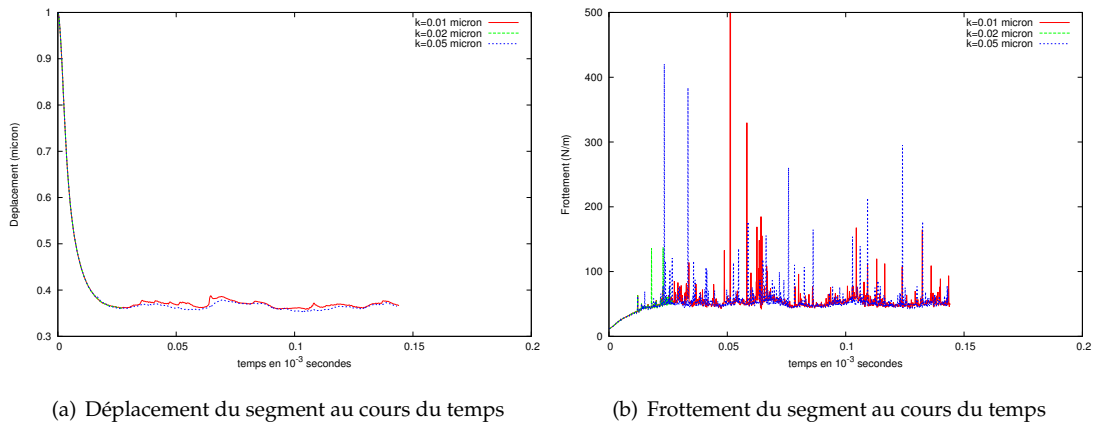 k=0.01 micron
k=0.02 micron
k=0.05 micron
1
0.9
0.8
0.7
0.6
0.5
0.4
0.3
Deplacement (micron)
0
0.05
0.1
0.15
0.2
temps en 10-3 secondes
(a) Déplacement du segment au cours du temps
k=0.01 micron
k=0.02 micron
k=0.05 micron
500
400
300
200
100
0
Frottement (N/m)
0
0.05
0.1
0.15
0.2
temps en 10-3 secondes
(b) Frottement du segment au cours du temps